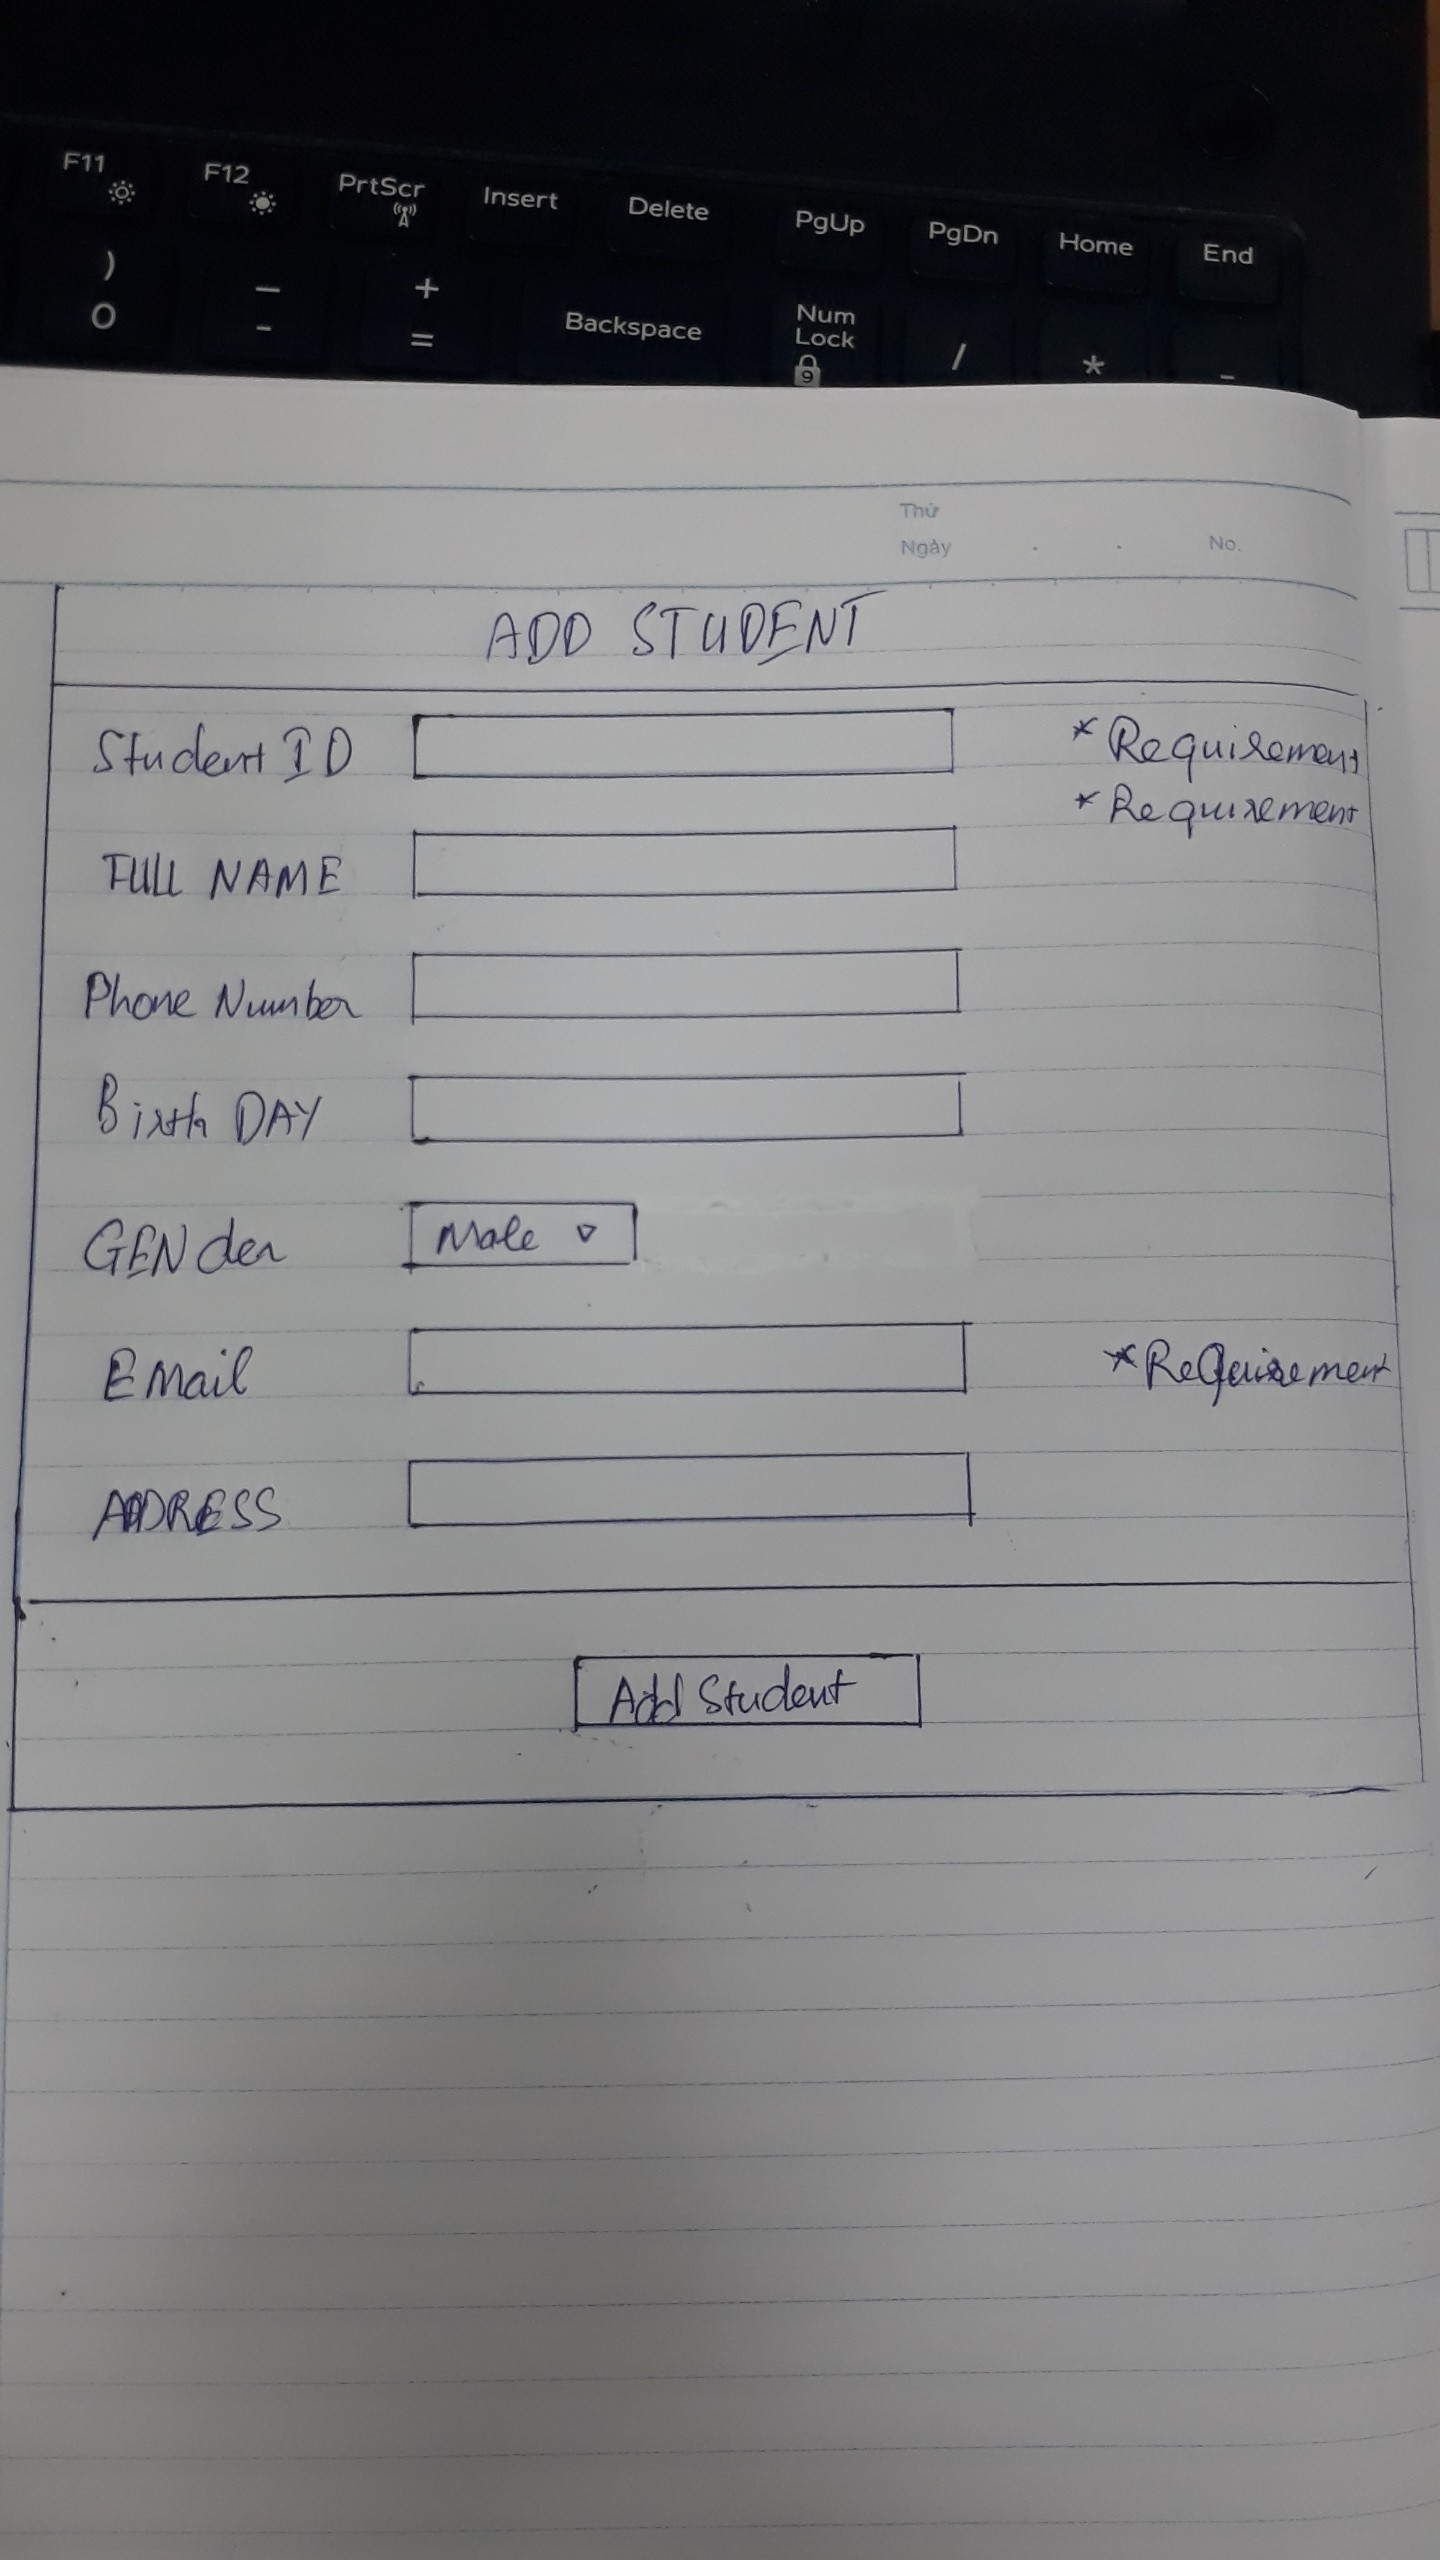 F11 F12 PrtScr Insert Delete PgUp PgDn Home End
) _ + Backspace Num Lock / * -
0 - = 9
Thứ
Ngày . . No.
ADD STUDENT
Student ID * Requirement
* Requirement
FULL NAME
Phone Number
Birth DAY
GENder Male
EMail * ReQuirement
ADDRESS
Add Student